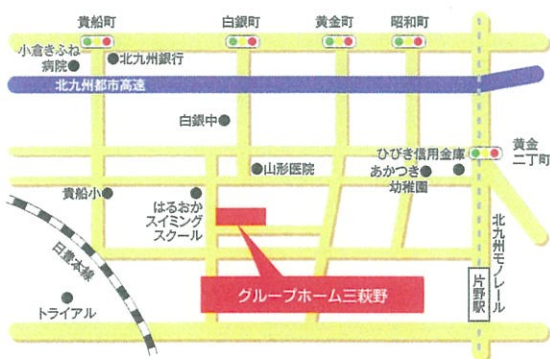 貴船町
白銀町
黄金町
昭和町
小倉きふね
病院
北九州銀行
北九州都市高速
白銀中
ひびき信用金庫
黄金
二丁町
山形医院
あかつき
幼稚園
貴船小
はるおか
スイミング
スクール
北九州モノレール
日豊本線
グループホーム三萩野
片野駅
トライアル